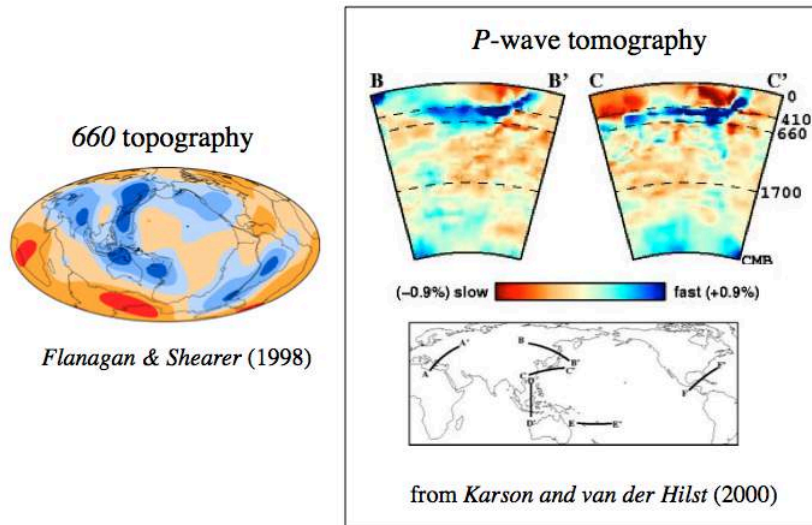 660 topography
Flanagan & Shearer (1998)
P-wave tomography
B B' C C'
0
410
660
1700
CMB
(−0.9%) slow fast (+0.9%)
A A'
B B'
C C'
D D'
E E'
F F'
from Karson and van der Hilst (2000)